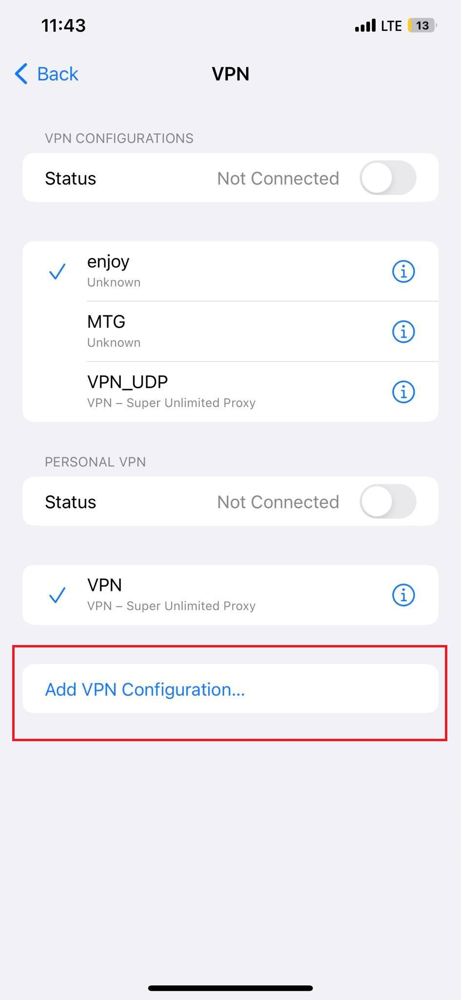 11:43
LTE 13
Back
VPN
VPN CONFIGURATIONS
Status Not Connected
enjoy
Unknown
MTG
Unknown
VPN_UDP
VPN – Super Unlimited Proxy
PERSONAL VPN
Status Not Connected
VPN
VPN – Super Unlimited Proxy
Add VPN Configuration...